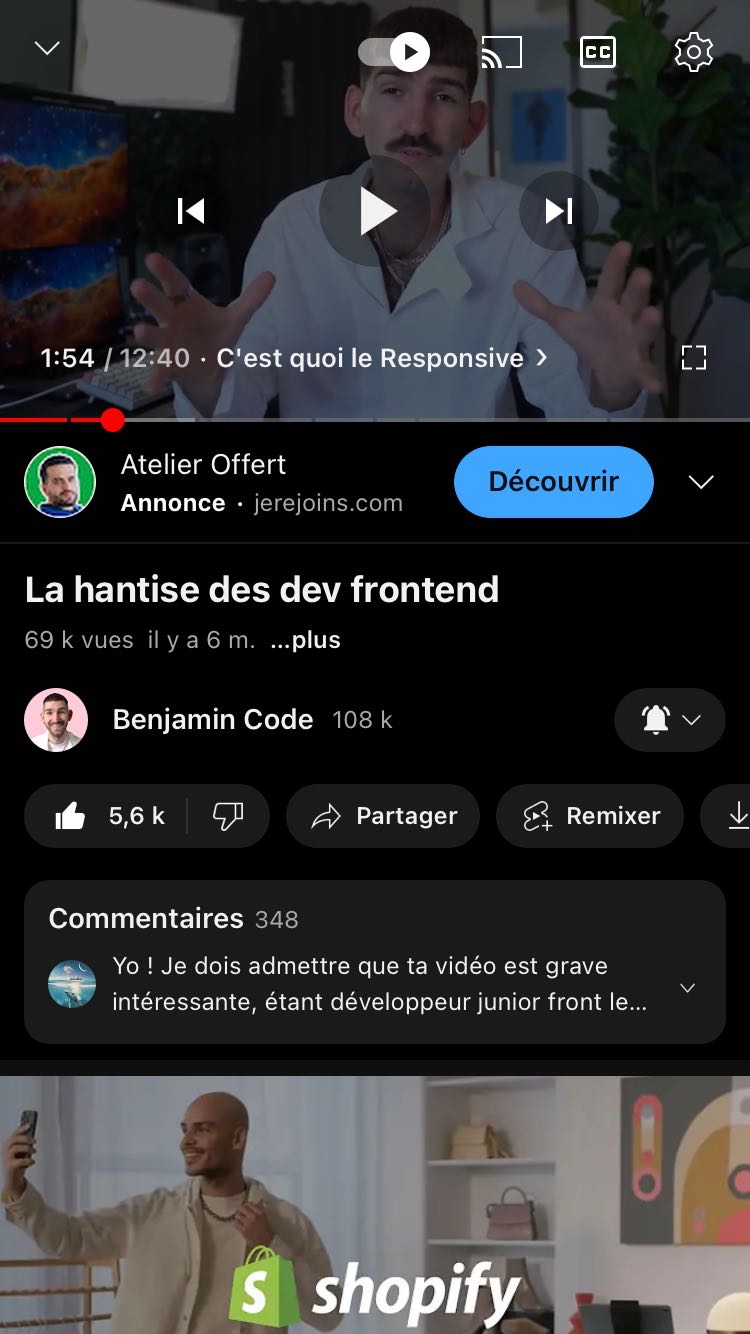 CC
1:54 / 12:40 · C'est quoi le Responsive
Atelier Offert
Annonce · jerejoins.com
Découvrir
La hantise des dev frontend
69 k vues il y a 6 m. ...plus
Benjamin Code 108 k
5,6 k
Partager
Remixer
Commentaires 348
Yo ! Je dois admettre que ta vidéo est grave
intéressante, étant développeur junior front le...
shopify